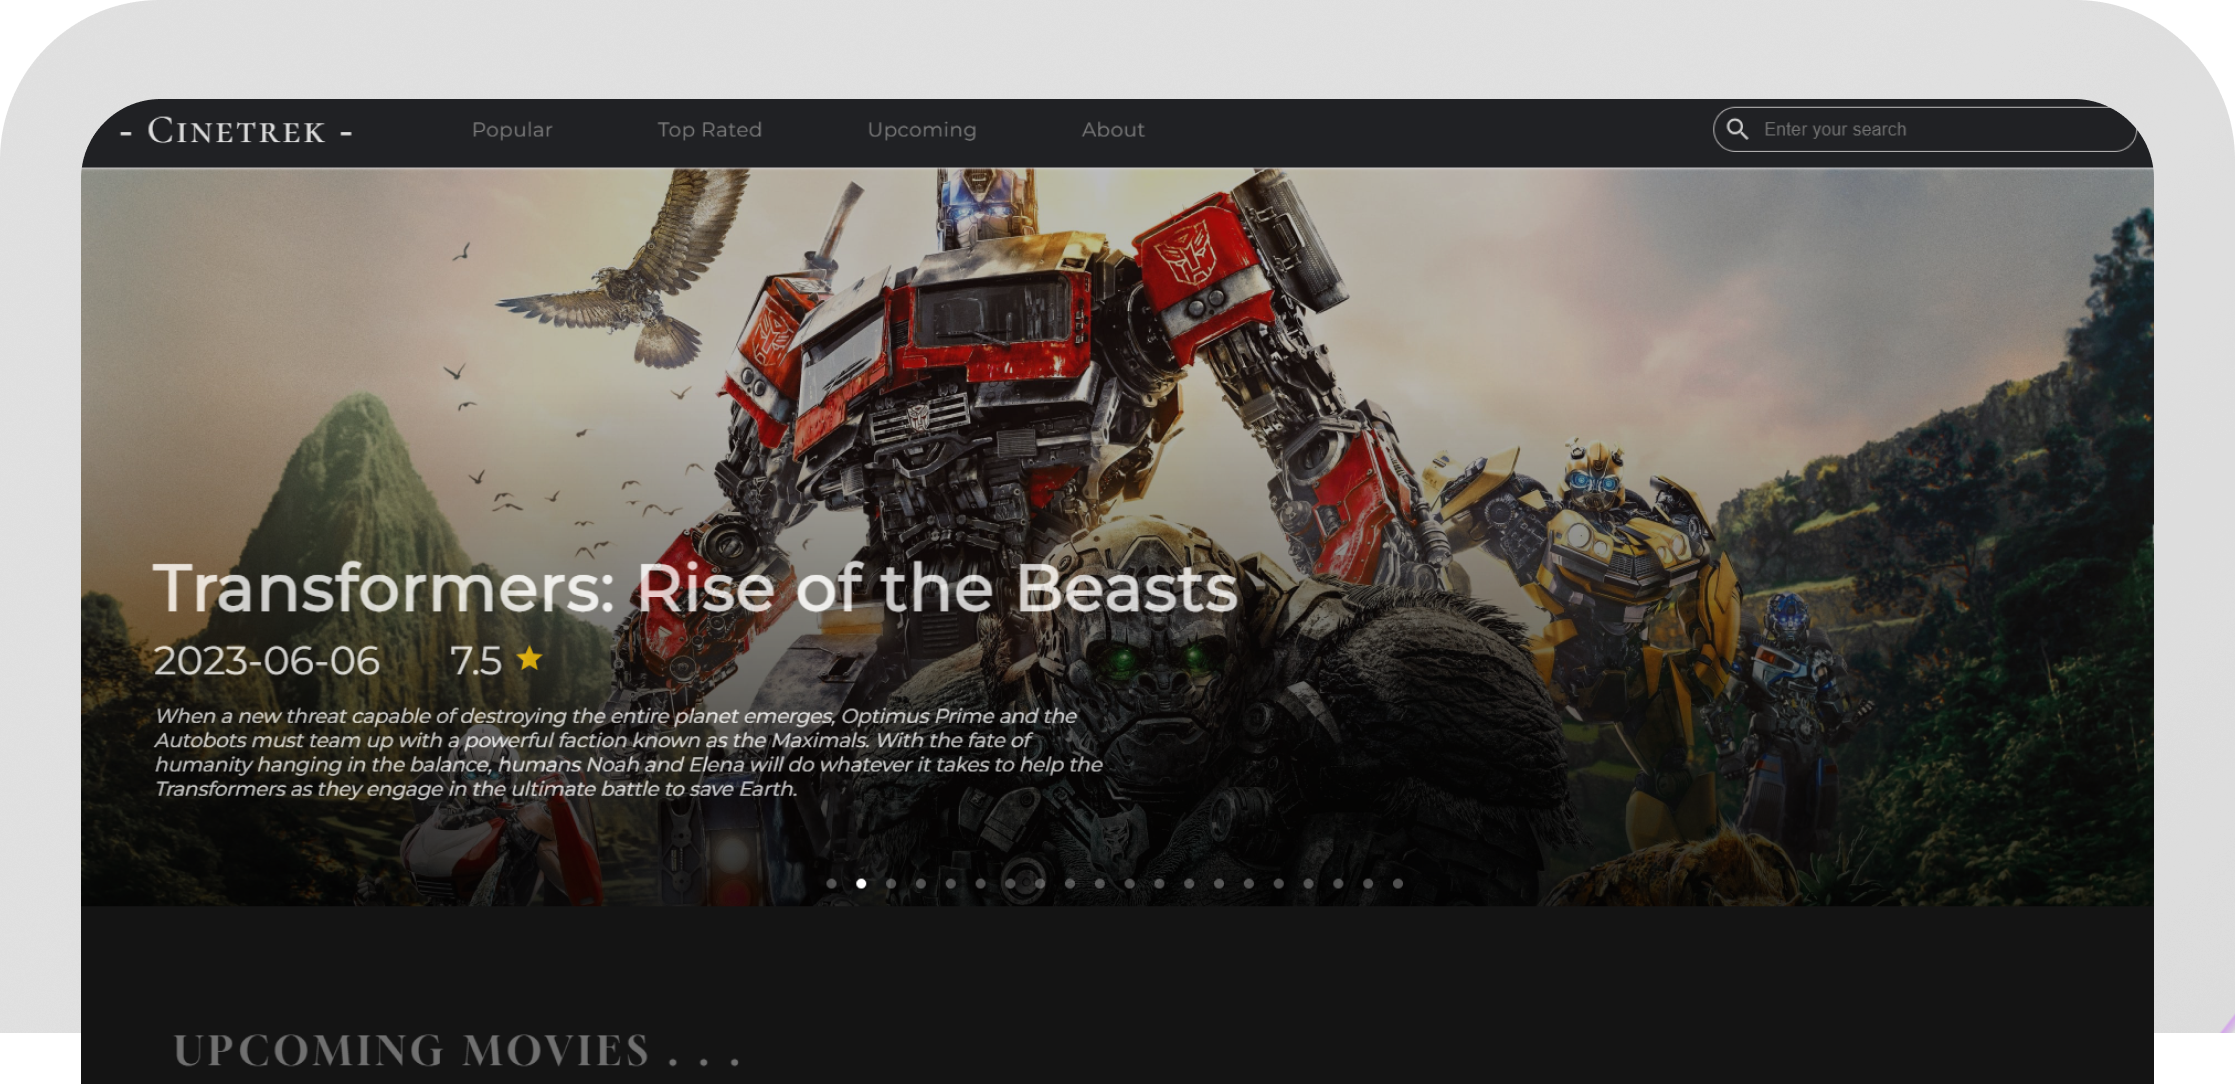 - CINETREK -
Popular
Top Rated
Upcoming
About
Enter your search
Transformers: Rise of the Beasts
2023-06-06 7.5
When a new threat capable of destroying the entire planet emerges, Optimus Prime and the
Autobots must team up with a powerful faction known as the Maximals. With the fate of
humanity hanging in the balance, humans Noah and Elena will do whatever it takes to help the
Transformers as they engage in the ultimate battle to save Earth.
UPCOMING MOVIES . . .